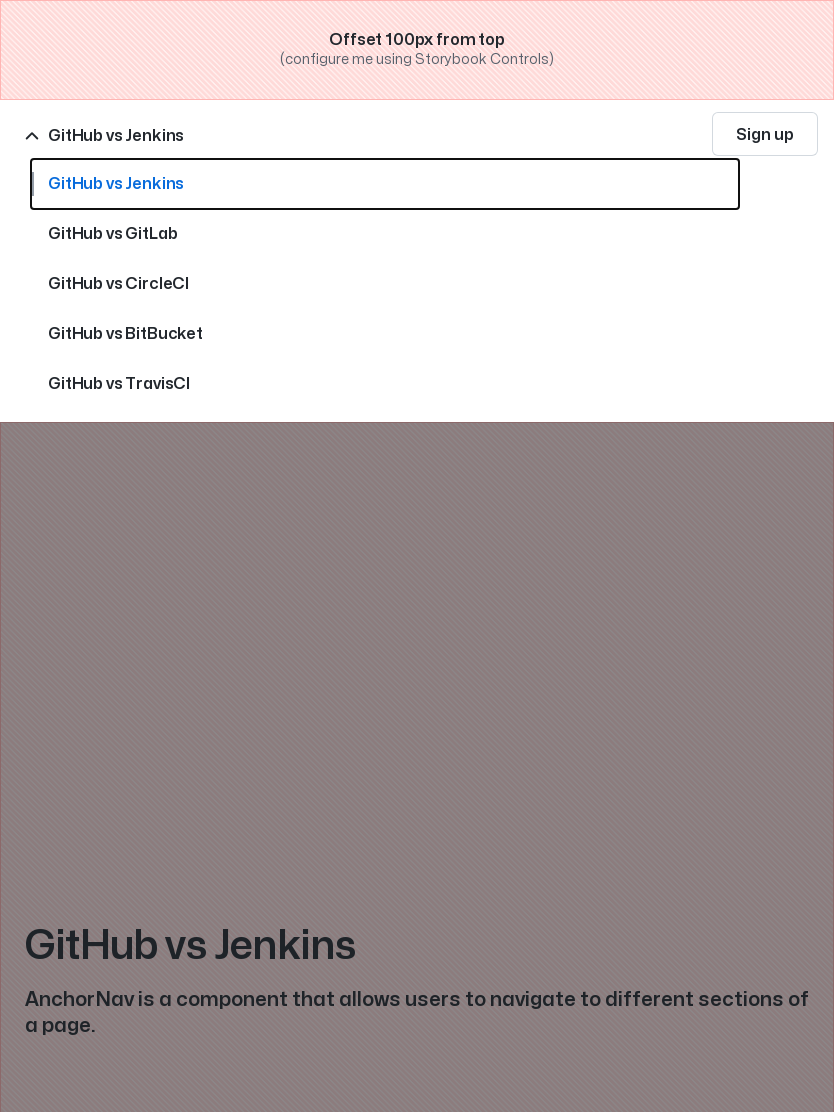 Offset 100px from top
(configure me using Storybook Controls)
GitHub vs Jenkins
Sign up
GitHub vs Jenkins
GitHub vs GitLab
GitHub vs CircleCI
GitHub vs BitBucket
GitHub vs TravisCI
GitHub vs Jenkins
AnchorNav is a component that allows users to navigate to different sections of
a page.